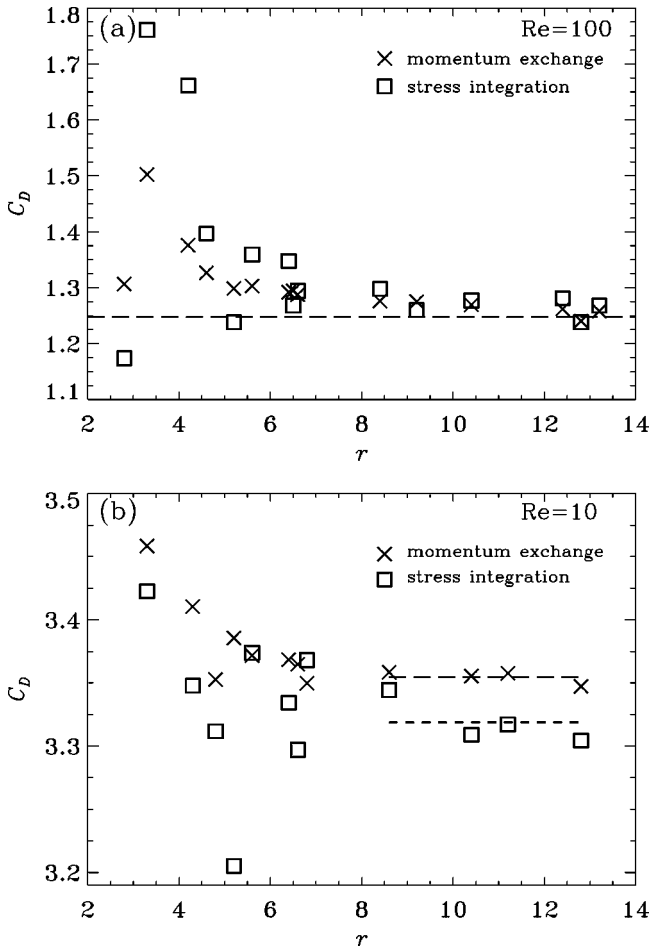 1.8
(a)
Re=100
momentum exchange
stress integration
1.7
1.6
1.5
C_D
1.4
1.3
1.2
1.1
2 4 6 8 10 12 14
r
3.5
(b)
Re=10
momentum exchange
stress integration
3.4
C_D
3.3
3.2
2 4 6 8 10 12 14
r